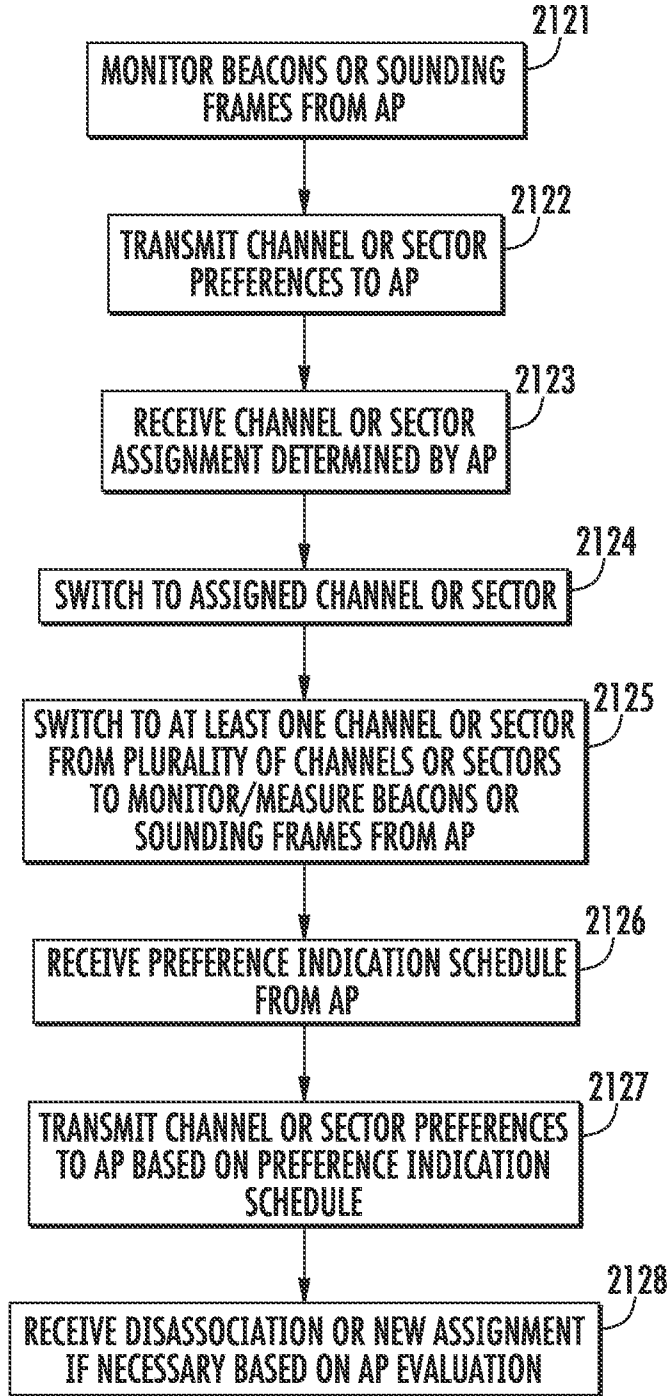 2121
MONITOR BEACONS OR SOUNDING
FRAMES FROM AP
2122
TRANSMIT CHANNEL OR SECTOR
PREFERENCES TO AP
2123
RECEIVE CHANNEL OR SECTOR
ASSIGNMENT DETERMINED BY AP
2124
SWITCH TO ASSIGNED CHANNEL OR SECTOR
2125
SWITCH TO AT LEAST ONE CHANNEL OR SECTOR
FROM PLURALITY OF CHANNELS OR SECTORS
TO MONITOR/MEASURE BEACONS OR
SOUNDING FRAMES FROM AP
2126
RECEIVE PREFERENCE INDICATION SCHEDULE
FROM AP
2127
TRANSMIT CHANNEL OR SECTOR PREFERENCES
TO AP BASED ON PREFERENCE INDICATION
SCHEDULE
2128
RECEIVE DISASSOCIATION OR NEW ASSIGNMENT
IF NECESSARY BASED ON AP EVALUATION